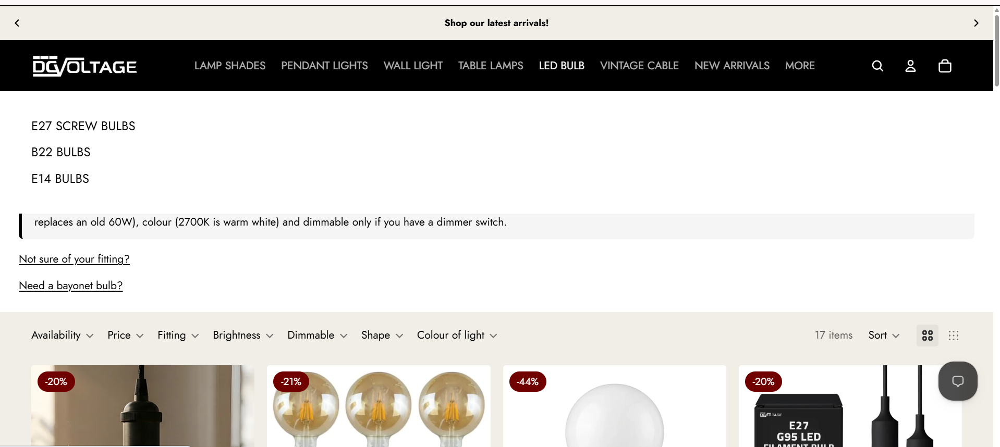 Shop our latest arrivals!
DGVOLTAGE
LAMP SHADES PENDANT LIGHTS WALL LIGHT TABLE LAMPS LED BULB VINTAGE CABLE NEW ARRIVALS MORE
E27 SCREW BULBS
B22 BULBS
E14 BULBS
replaces an old 60W), colour (2700K is warm white) and dimmable only if you have a dimmer switch.
Not sure of your fitting?
Need a bayonet bulb?
Availability Price Fitting Brightness Dimmable Shape Colour of light 17 items Sort
-20% -21% -44% -20%
DGVOLTAGE
E27
G95 LED
FILAMENT BULB